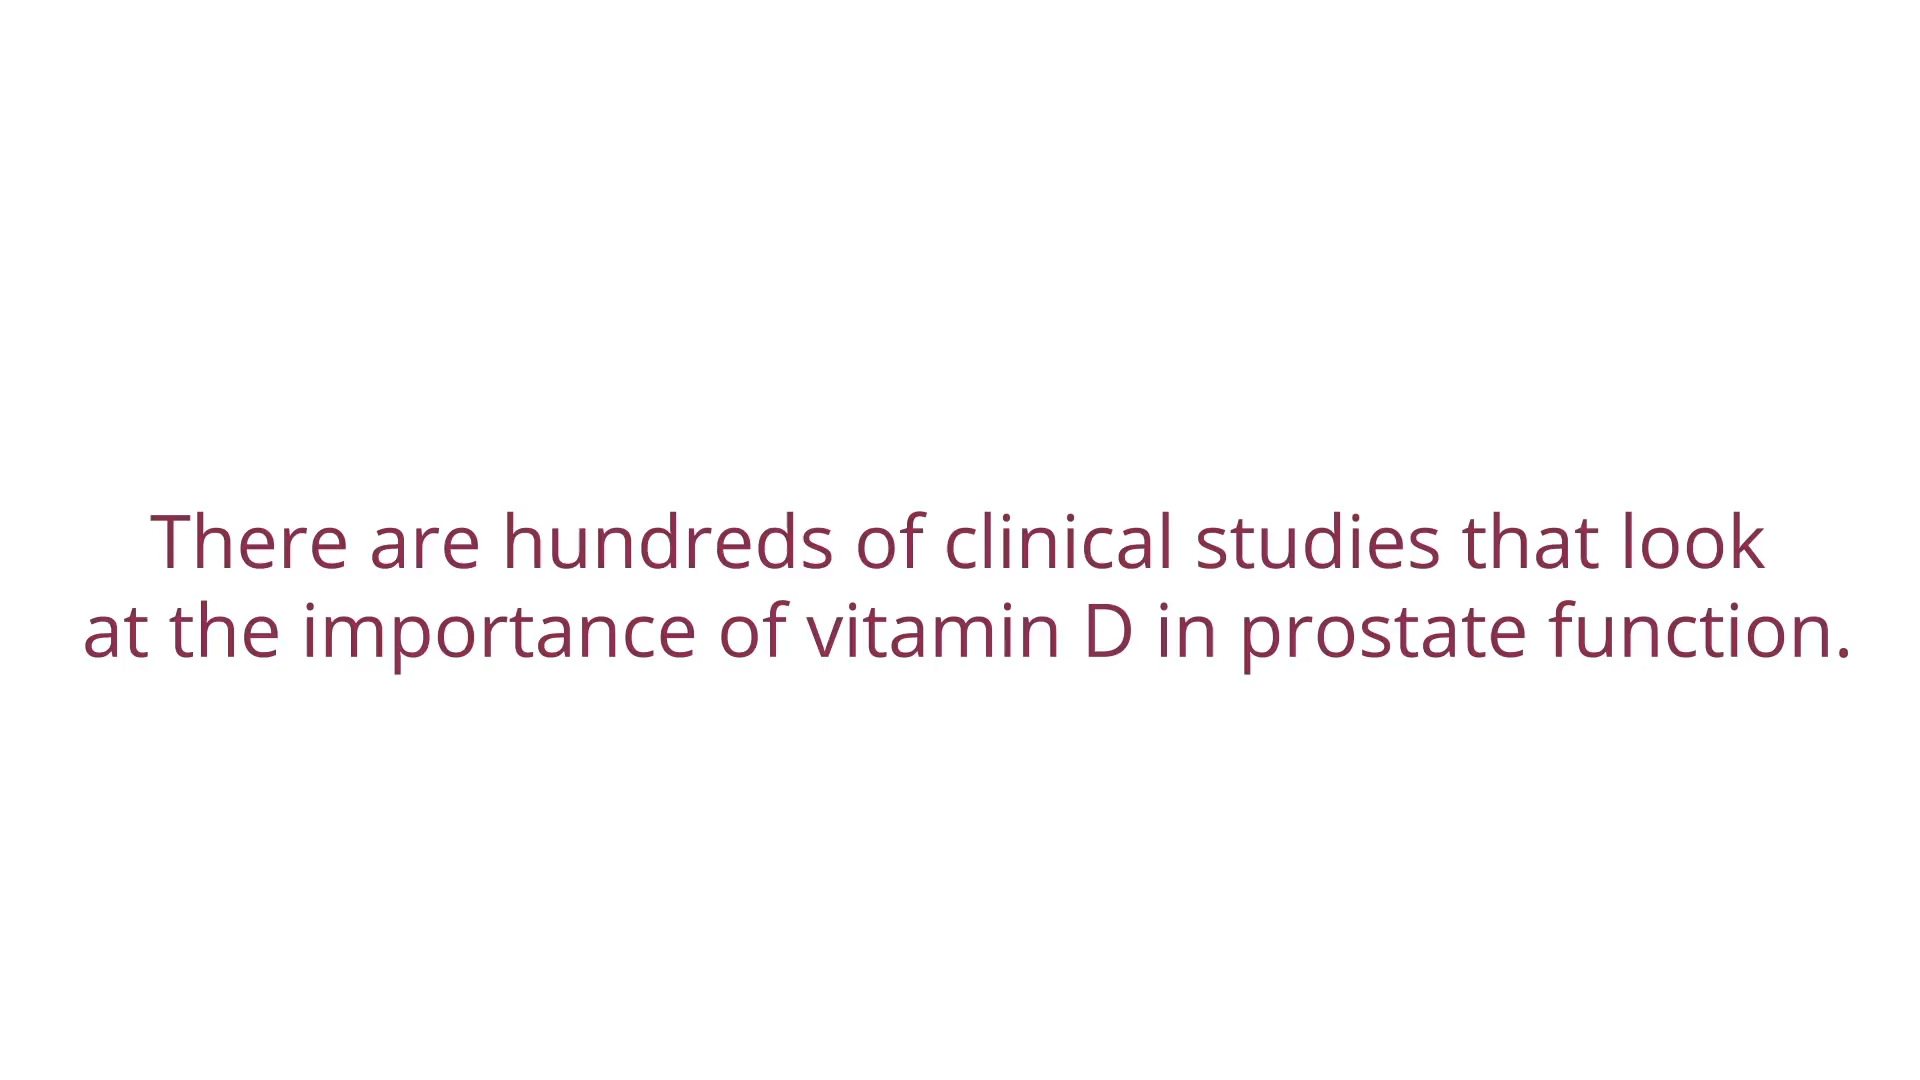 There are hundreds of clinical studies that look
at the importance of vitamin D in prostate function.